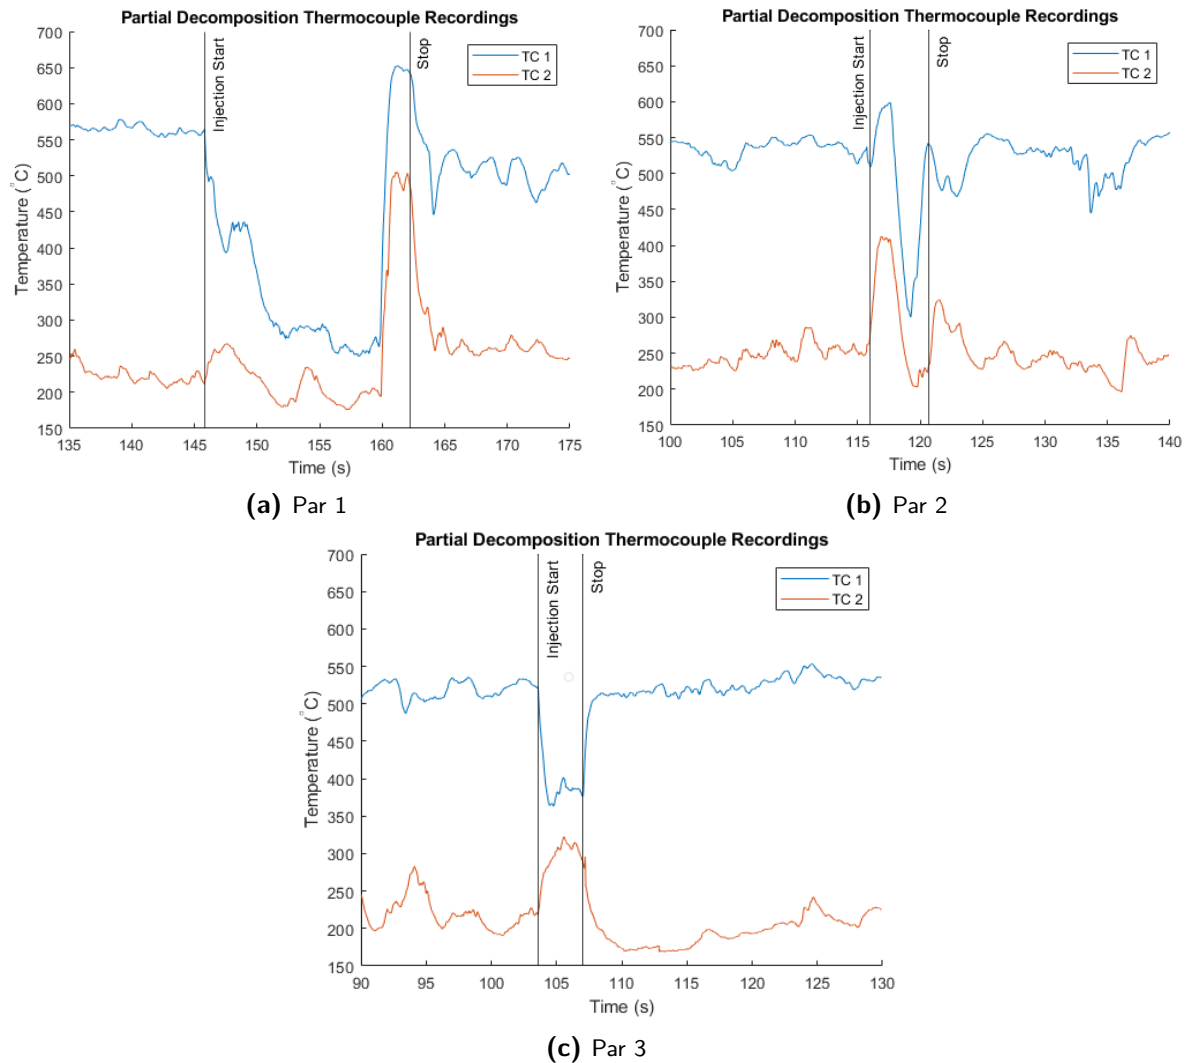 Partial Decomposition Thermocouple Recordings
700
650
600
550
500
450
400
350
300
250
200
150
Temperature (°C)
Injection Start
Stop
TC 1
TC 2
135 140 145 150 155 160 165 170 175
Time (s)
(a) Par 1
Partial Decomposition Thermocouple Recordings
700
650
600
550
500
450
400
350
300
250
200
150
Temperature (°C)
Injection Start
Stop
TC 1
TC 2
100 105 110 115 120 125 130 135 140
Time (s)
(b) Par 2
Partial Decomposition Thermocouple Recordings
700
650
600
550
500
450
400
350
300
250
200
150
Temperature (°C)
Injection Start
Stop
TC 1
TC 2
90 95 100 105 110 115 120 125 130
Time (s)
(c) Par 3